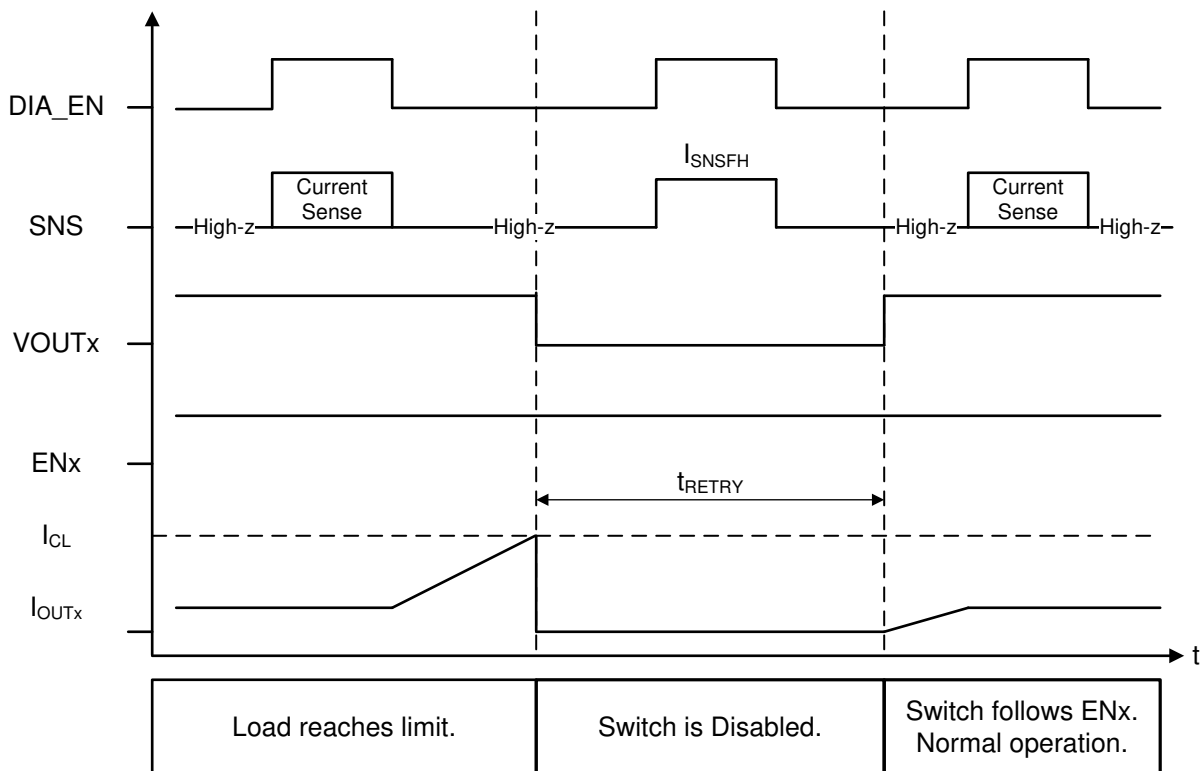 DIA_EN
I_SNSFH
Current
Sense
Current
Sense
SNS
High-z
High-z
High-z
High-z
VOUTx
ENx
tRETRY
ICL
IOUTx
t
Load reaches limit.
Switch is Disabled.
Switch follows ENx.
Normal operation.